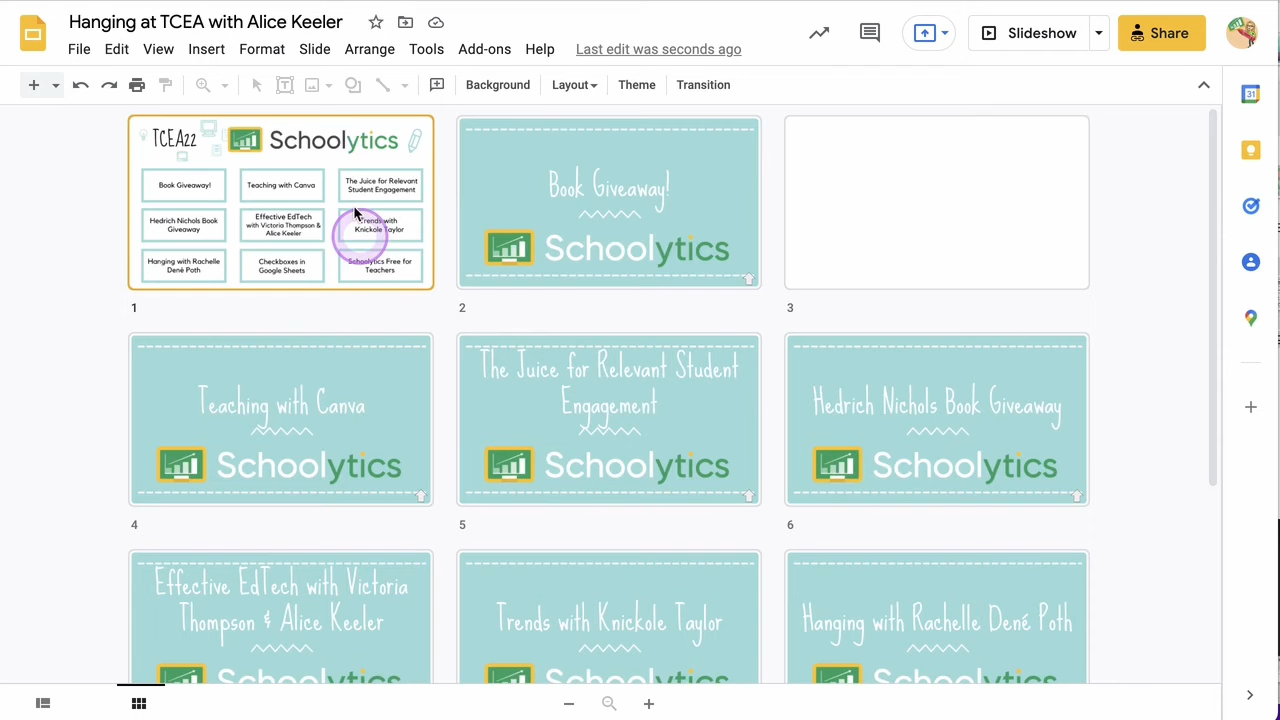 Hanging at TCEA with Alice Keeler
File Edit View Insert Format Slide Arrange Tools Add-ons Help Last edit was seconds ago
Slideshow
Share
Background Layout Theme Transition
31
TCEA22 Schoolytics
Book Giveaway!
Teaching with Canva
The Juice for Relevant
Student Engagement
Hedrich Nichols Book
Giveaway
Effective EdTech
with Victoria Thompson &
Alice Keeler
Trends with
Knickole Taylor
Hanging with Rachelle
Dené Poth
Checkboxes in
Google Sheets
Schoolytics Free for
Teachers
1
Book Giveaway!
Schoolytics
2
3
Teaching with Canva
Schoolytics
4
The Juice for Relevant Student
Engagement
Schoolytics
5
Hedrich Nichols Book Giveaway
Schoolytics
6
Effective EdTech with Victoria
Thompson & Alice Keeler
Schoolytics
Trends with Knickole Taylor
Schoolytics
Hanging with Rachelle Dené Poth
Schoolytics